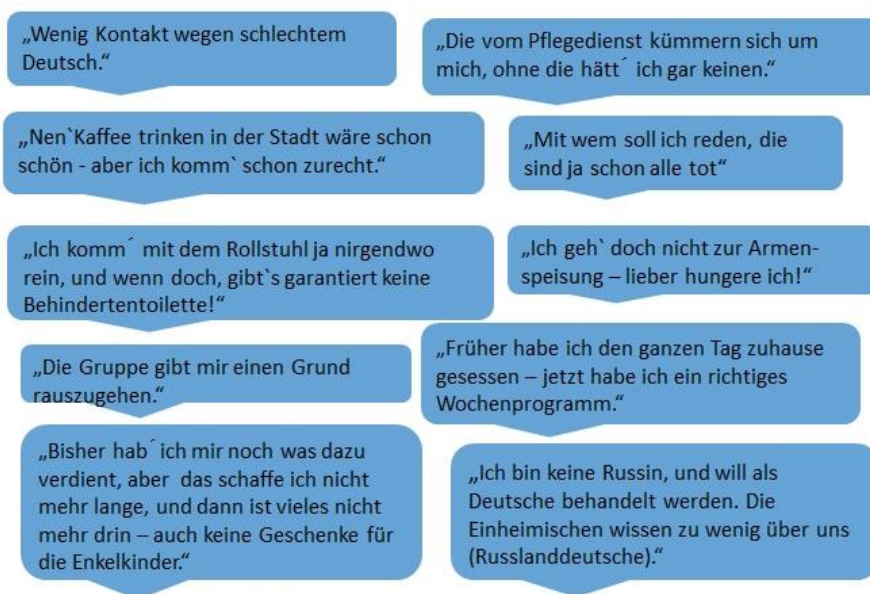 „Wenig Kontakt wegen schlechtem
Deutsch.“
„Die vom Pflegedienst kümmern sich um
mich, ohne die hätt´ ich gar keinen.“
„Nen`Kaffee trinken in der Stadt wäre schon
schön - aber ich komm` schon zurecht.“
„Mit wem soll ich reden, die
sind ja schon alle tot“
„Ich komm´ mit dem Rollstuhl ja nirgendwo
rein, und wenn doch, gibt`s garantiert keine
Behindertentoilette!“
„Ich geh` doch nicht zur Armen-
speisung – lieber hungere ich!“
„Die Gruppe gibt mir einen Grund
rauszugehen.“
„Früher habe ich den ganzen Tag zuhause
gesessen – jetzt habe ich ein richtiges
Wochenprogramm.“
„Bisher hab´ ich mir noch was dazu
verdient, aber das schaffe ich nicht
mehr lange, und dann ist vieles nicht
mehr drin – auch keine Geschenke für
die Enkelkinder.“
„Ich bin keine Russin, und will als
Deutsche behandelt werden. Die
Einheimischen wissen zu wenig über uns
(Russlanddeutsche).“